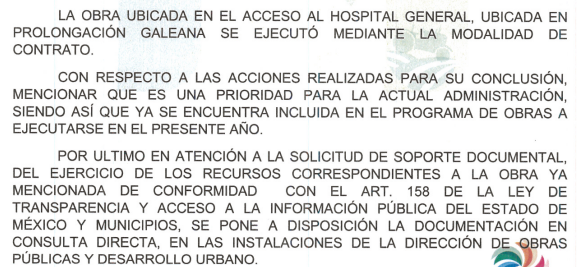 LA OBRA UBICADA EN EL ACCESO AL HOSPITAL GENERAL, UBICADA EN
PROLONGACIÓN GALEANA SE EJECUTÓ MEDIANTE LA MODALIDAD DE
CONTRATO.
CON RESPECTO A LAS ACCIONES REALIZADAS PARA SU CONCLUSIÓN,
MENCIONAR QUE ES UNA PRIORIDAD PARA LA ACTUAL ADMINISTRACIÓN,
SIENDO ASÍ QUE YA SE ENCUENTRA INCLUIDA EN EL PROGRAMA DE OBRAS A
EJECUTARSE EN EL PRESENTE AÑO.
POR ULTIMO EN ATENCIÓN A LA SOLICITUD DE SOPORTE DOCUMENTAL,
DEL EJERCICIO DE LOS RECURSOS CORRESPONDIENTES A LA OBRA YA
MENCIONADA DE CONFORMIDAD CON EL ART. 158 DE LA LEY DE
TRANSPARENCIA Y ACCESO A LA INFORMACIÓN PÚBLICA DEL ESTADO DE
MÉXICO Y MUNICIPIOS, SE PONE A DISPOSICIÓN LA DOCUMENTACIÓN EN
CONSULTA DIRECTA, EN LAS INSTALACIONES DE LA DIRECCIÓN DE OBRAS
PÚBLICAS Y DESARROLLO URBANO.